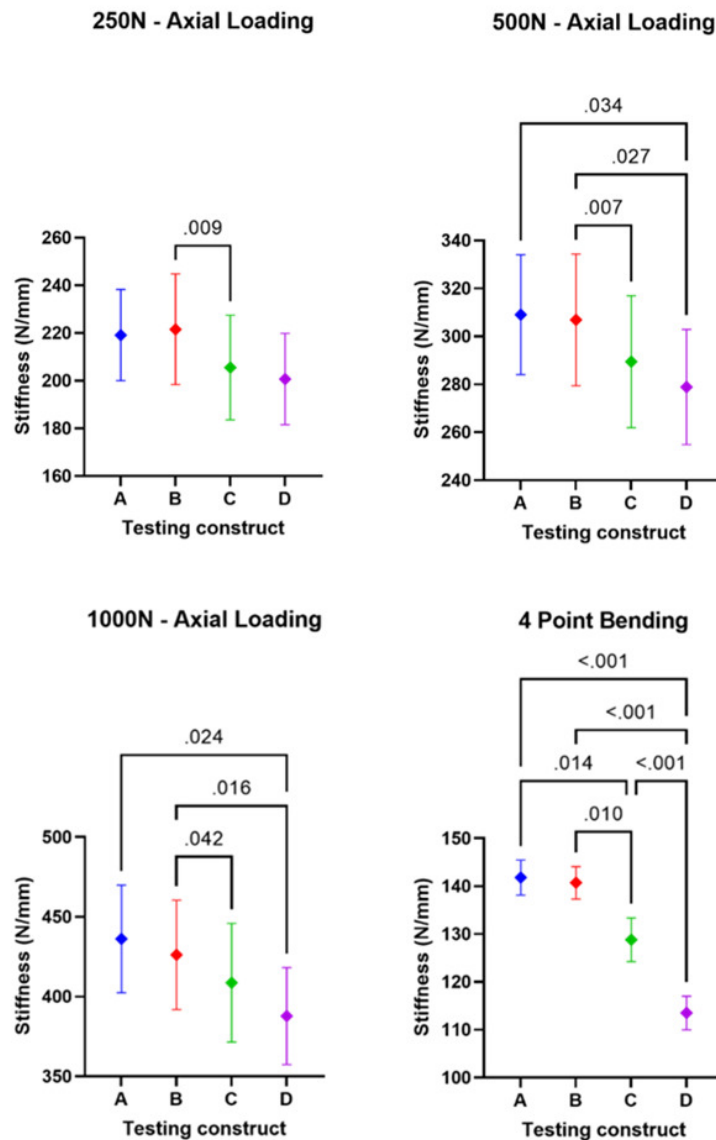 250N - Axial Loading
.009
260
240
220
200
180
160
Stiffness (N/mm)
A B C D
Testing construct
500N - Axial Loading
.034
.027
.007
340
320
300
280
260
240
Stiffness (N/mm)
A B C D
Testing construct
1000N - Axial Loading
.024
.016
.042
500
450
400
350
Stiffness (N/mm)
A B C D
Testing construct
4 Point Bending
<.001
<.001
.014 <.001
.010
150
140
130
120
110
100
Stiffness (N/mm)
A B C D
Testing construct